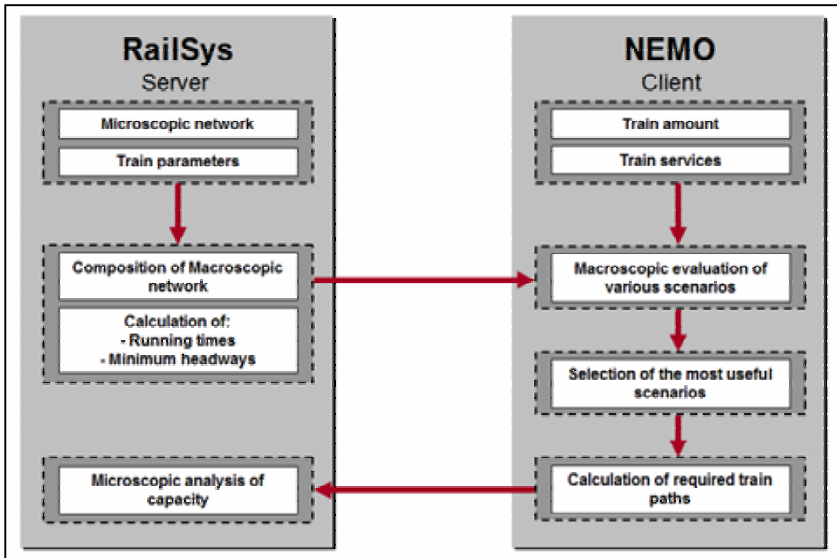 RailSys
Server
Microscopic network
Train parameters
Composition of Macroscopic
network
Calculation of:
- Running times
- Minimum headways
Microscopic analysis of
capacity
NEMO
Client
Train amount
Train services
Macroscopic evaluation of
various scenarios
Selection of the most useful
scenarios
Calculation of required train
paths